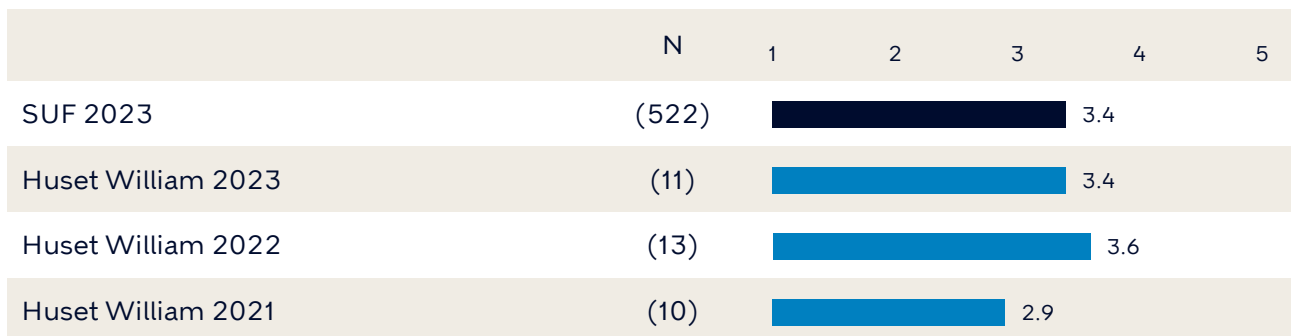 N 1 2 3 4 5
SUF 2023 (522) 3.4
Huset William 2023 (11) 3.4
Huset William 2022 (13) 3.6
Huset William 2021 (10) 2.9